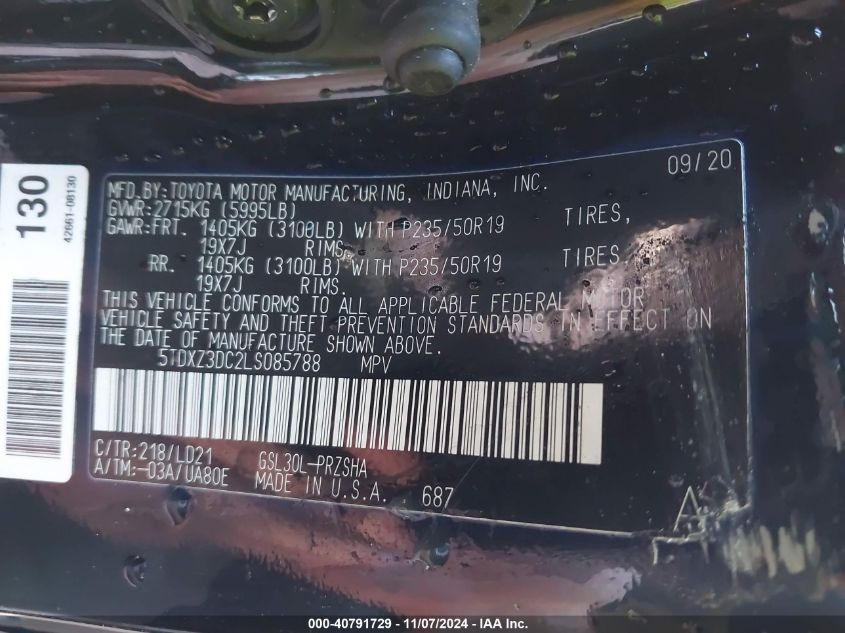 130
42661-08130
09/20
MFD.BY:TOYOTA MOTOR MANUFACTURING, INDIANA, INC.
GVWR:2715KG (5995LB)
GAWR:FRT. 1405KG (3100LB) WITH P235/50R19 TIRES,
19X7J RIMS.
RR. 1405KG (3100LB) WITH P235/50R19 TIRES,
19X7J RIMS.
THIS VEHICLE CONFORMS TO ALL APPLICABLE FEDERAL MOTOR
VEHICLE SAFETY AND THEFT PREVENTION STANDARDS IN EFFECT ON
THE DATE OF MANUFACTURE SHOWN ABOVE.
5TDXZ3DC2LS085788 MPV
C/TR:218/LD21 GSL30L-PRZSHA
A/TM:-03A/UA80E MADE IN U.S.A. 687
000-40791729 - 11/07/2024 - IAA Inc.